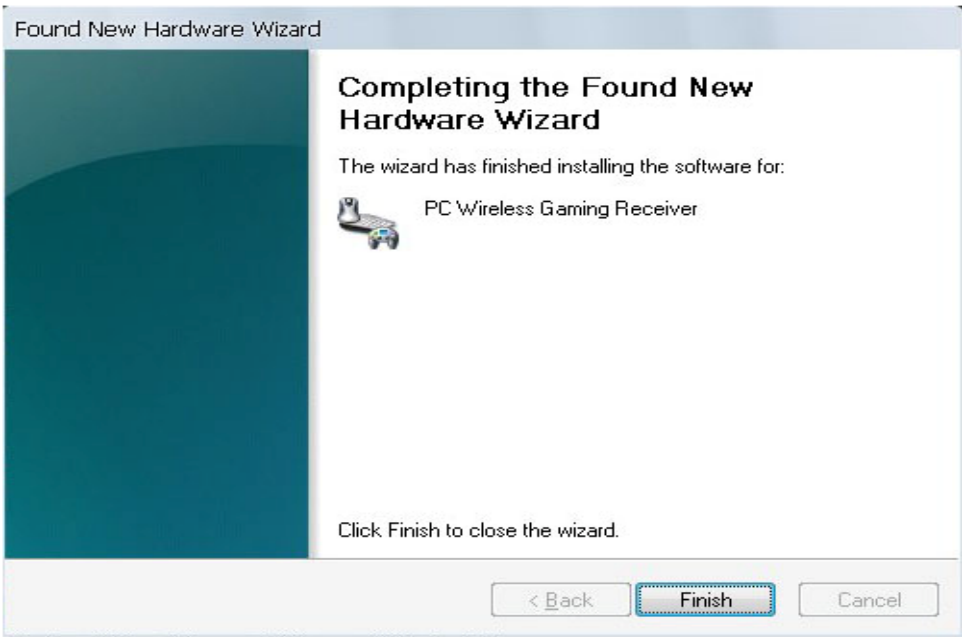 Found New Hardware Wizard
Completing the Found New
Hardware Wizard
The wizard has finished installing the software for:
PC Wireless Gaming Receiver
Click Finish to close the wizard.
< Back
Finish
Cancel